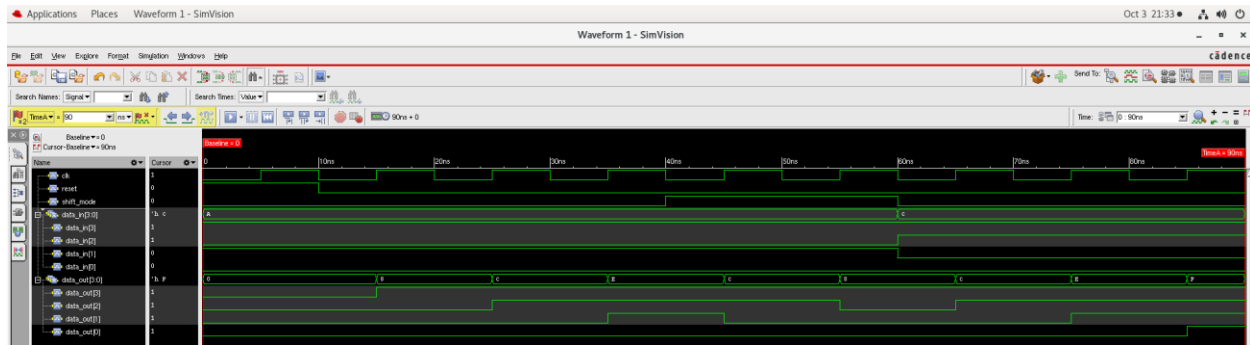 Applications Places Waveform 1 - SimVision Oct 3 21:33
Waveform 1 - SimVision
File Edit View Explore Format Simulation Windows Help cādence
Send To:
Search Names: Signal Search Times: Value
TimeA = 90 ns 90ns + 0 Time: 0 : 90ns
Baseline = 0
Cursor-Baseline = 90ns
Baseline = 0
TimeA = 90ns
Name Cursor 0 10ns 20ns 30ns 40ns 50ns 60ns 70ns 80ns
clk 1
reset 0
shift_mode 0
data_in[3:0] 'h C A C
data_in[3] 1
data_in[2] 1
data_in[1] 0
data_in[0] 0
data_out[3:0] 'h F 0 8 C E C 8 C E F
data_out[3] 1
data_out[2] 1
data_out[1] 1
data_out[0] 1